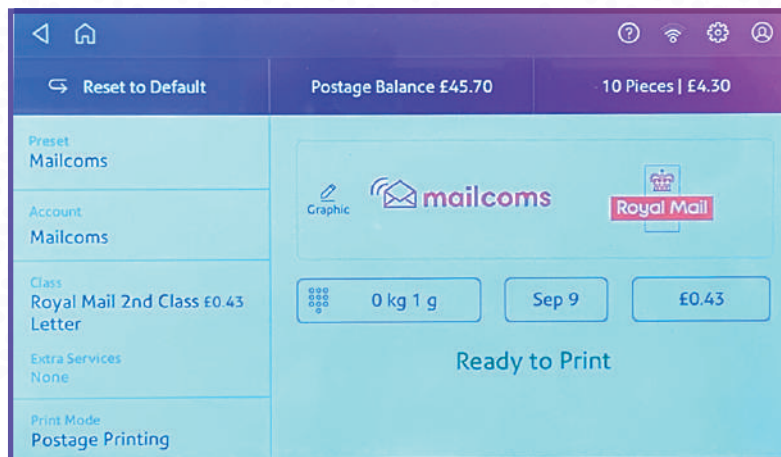 Reset to Default
Postage Balance £45.70
10 Pieces | £4.30
Preset
Mailcoms
Account
Mailcoms
Class
Royal Mail 2nd Class £0.43
Letter
Extra Services
None
Print Mode
Postage Printing
Graphic
mailcoms
Royal Mail
0 kg 1 g
Sep 9
£0.43
Ready to Print